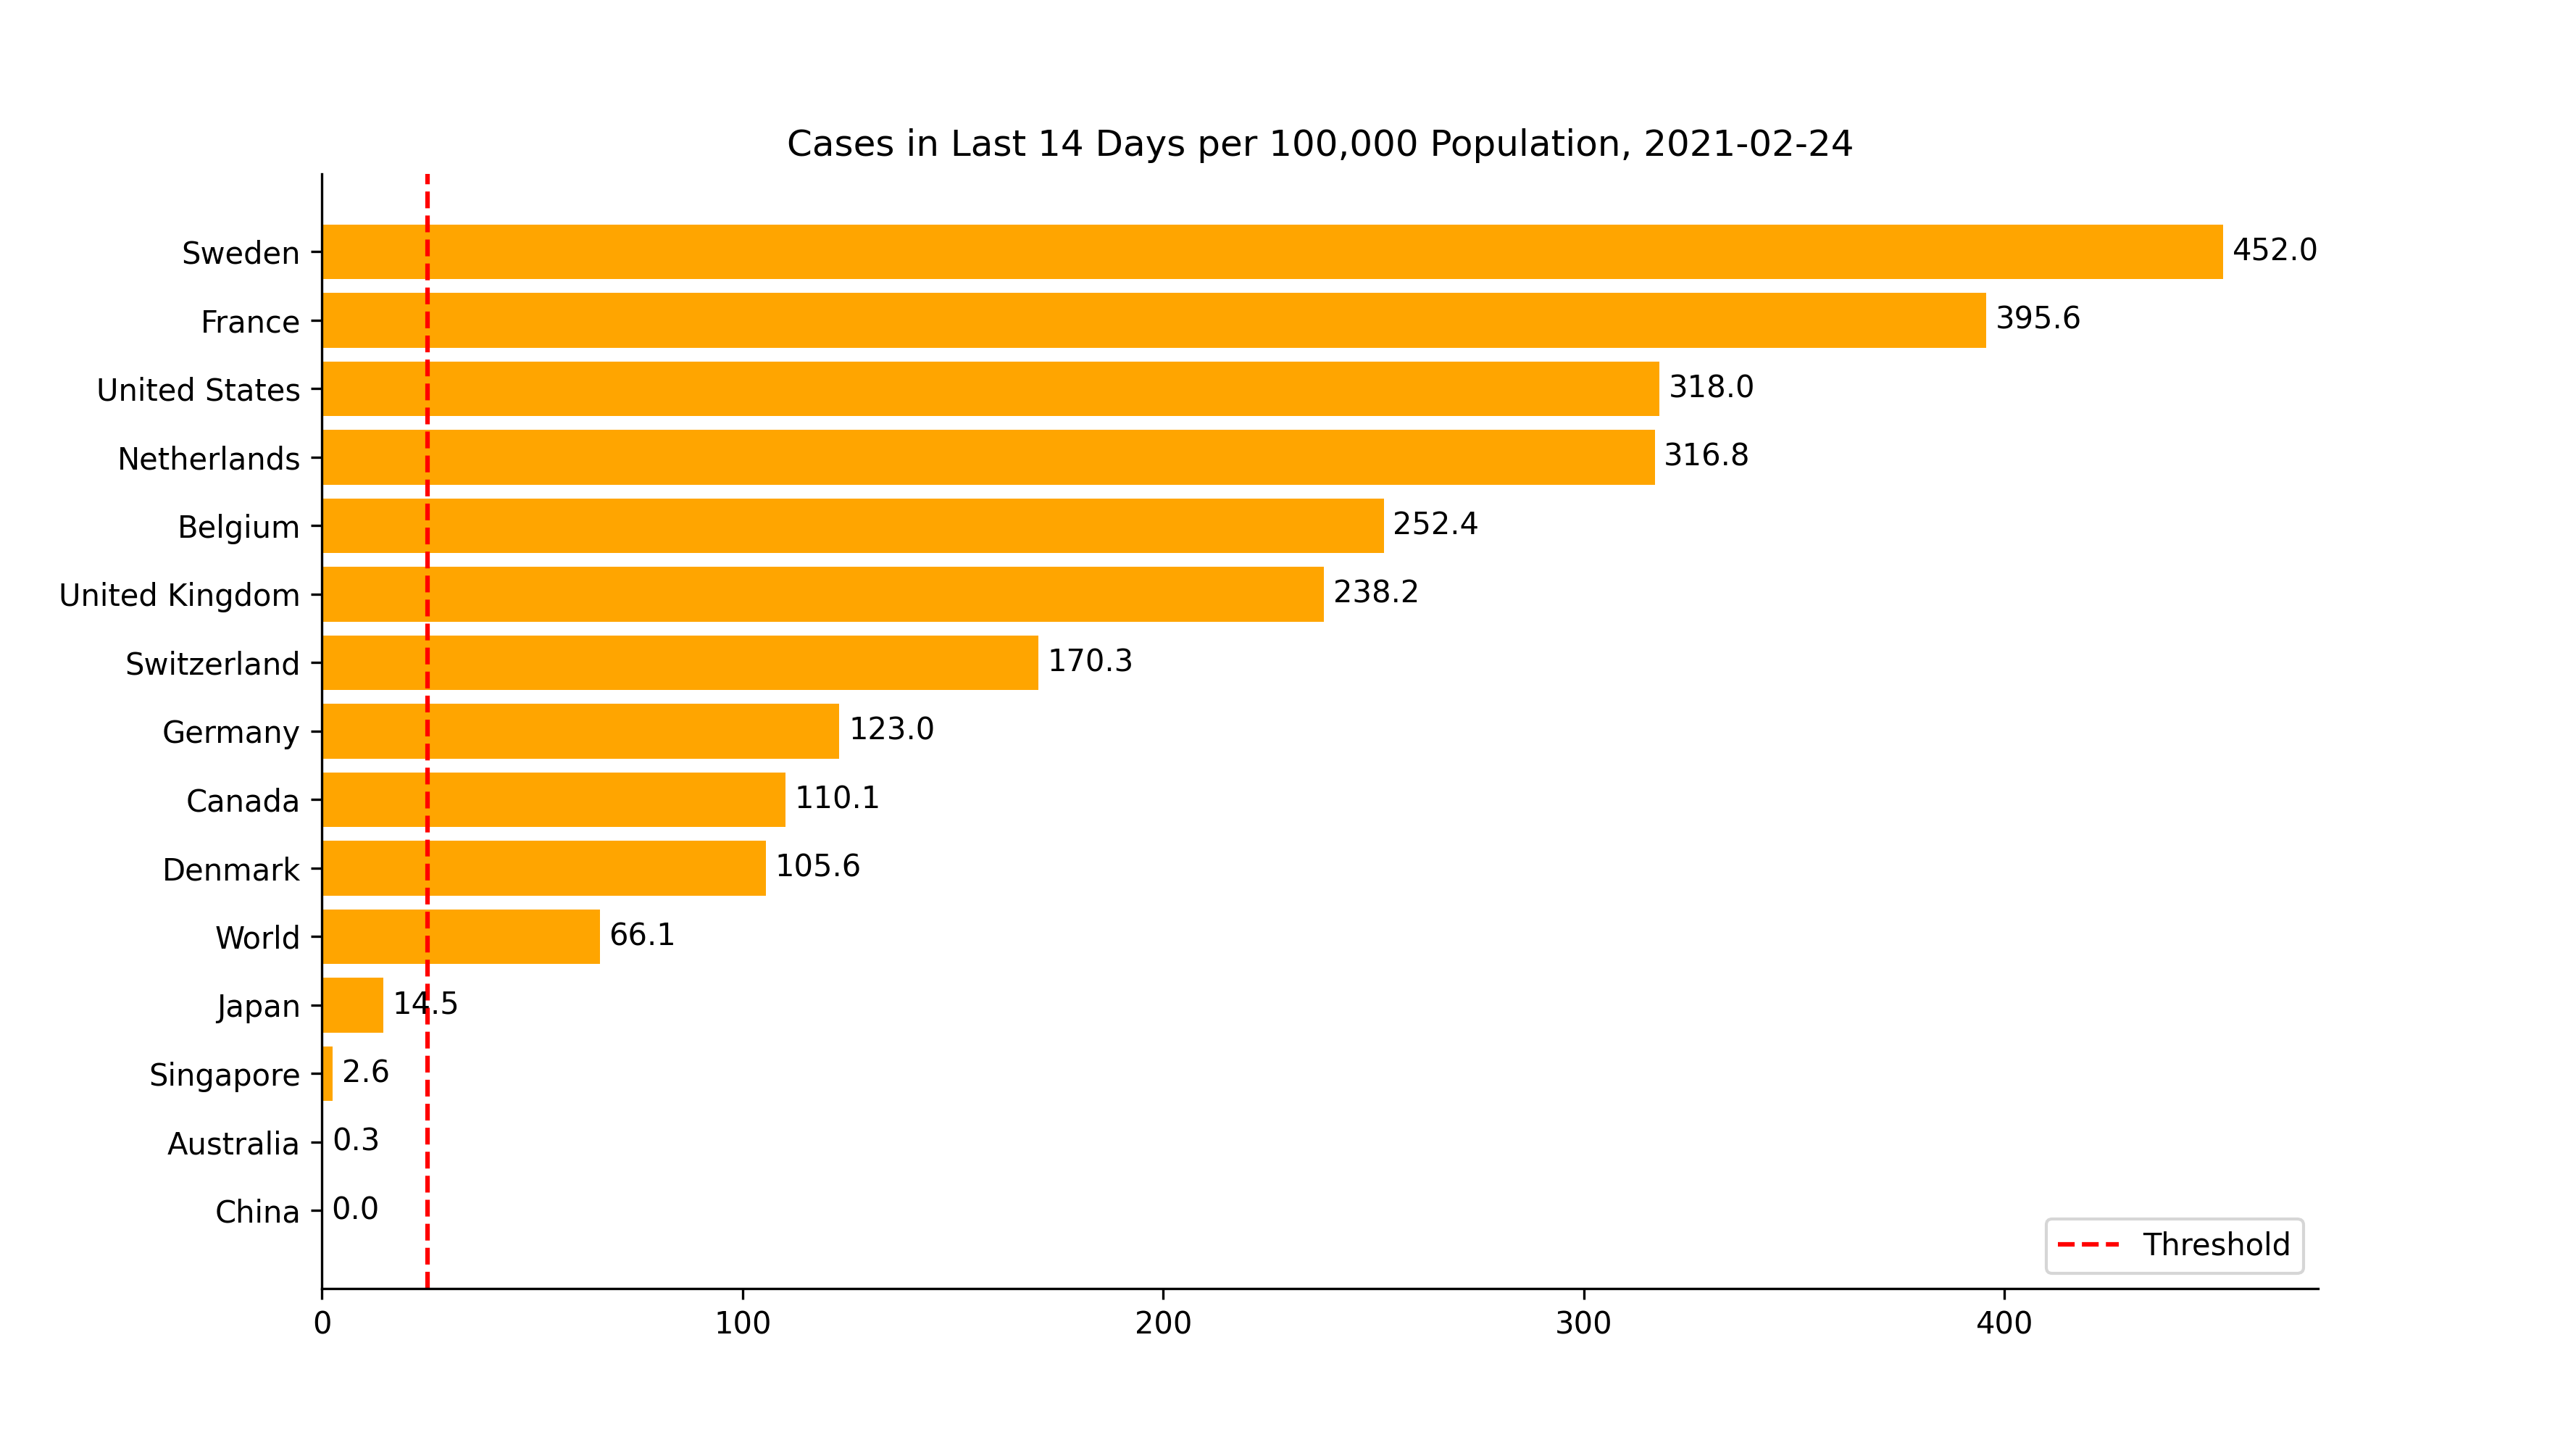 Cases in Last 14 Days per 100,000 Population, 2021-02-24
Sweden 452.0
France 395.6
United States 318.0
Netherlands 316.8
Belgium 252.4
United Kingdom 238.2
Switzerland 170.3
Germany 123.0
Canada 110.1
Denmark 105.6
World 66.1
Japan 14.5
Singapore 2.6
Australia 0.3
China 0.0
Threshold
0 100 200 300 400